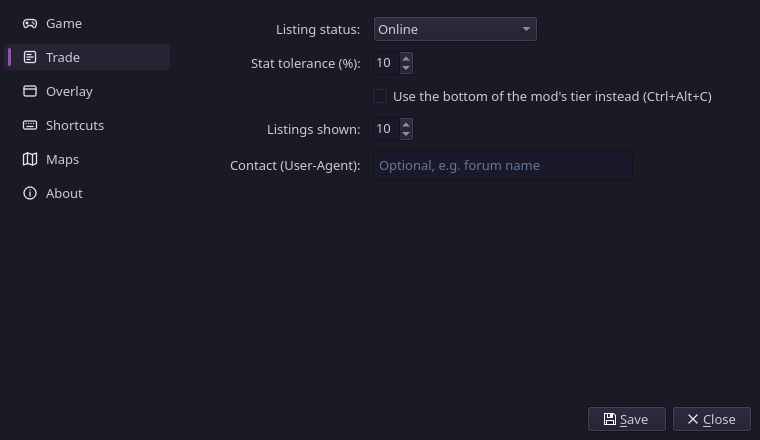 Game
Trade
Overlay
Shortcuts
Maps
About
Listing status: Online
Stat tolerance (%): 10
Use the bottom of the mod's tier instead (Ctrl+Alt+C)
Listings shown: 10
Contact (User-Agent): Optional, e.g. forum name
Save Close